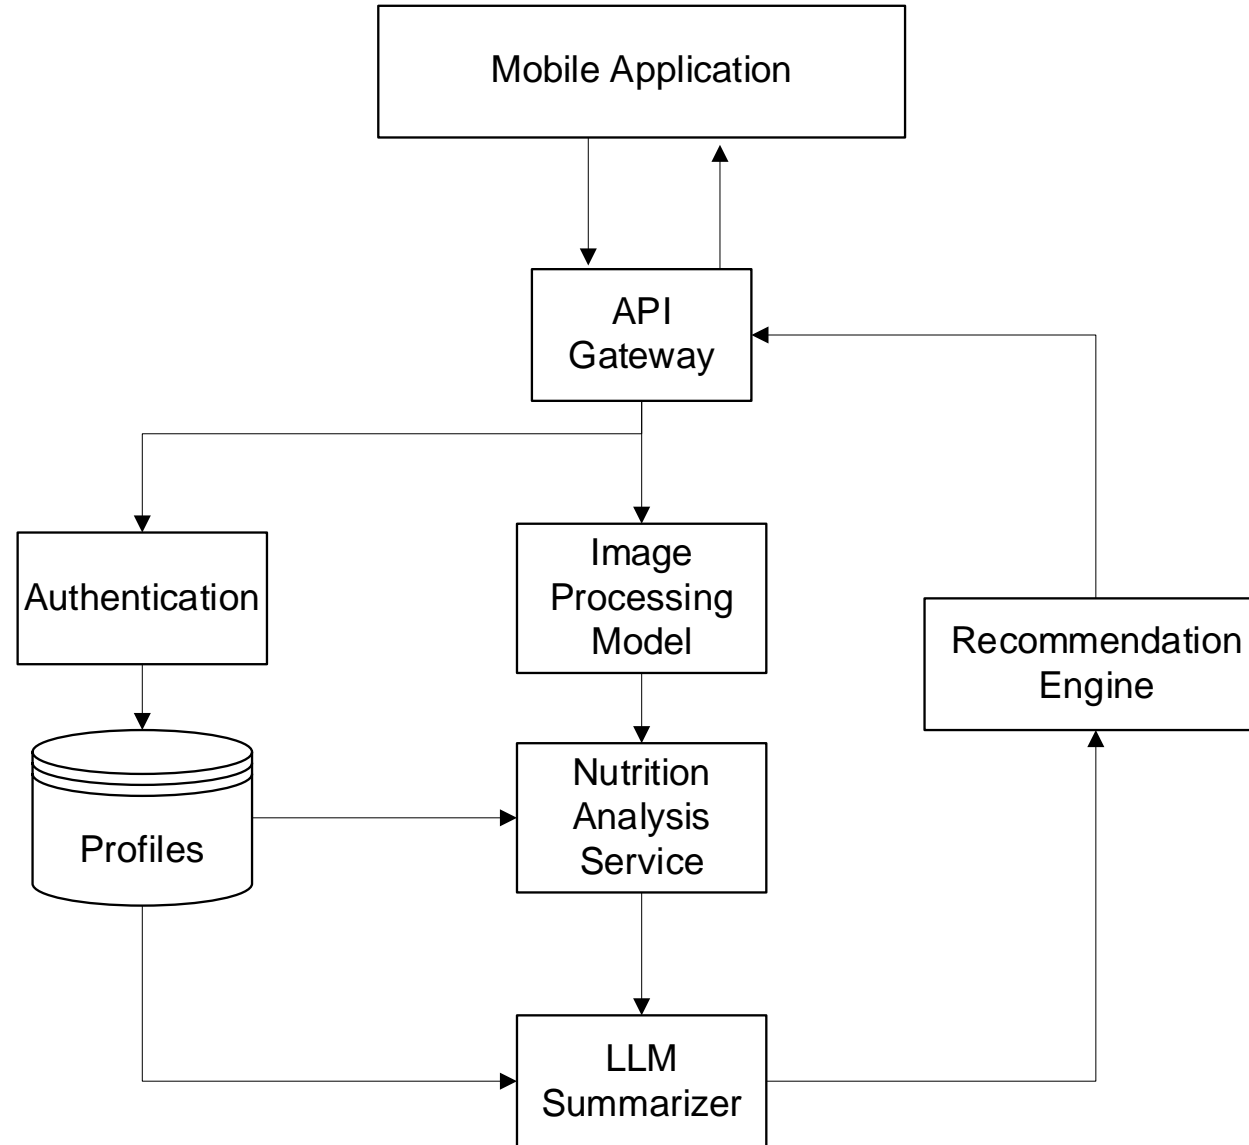 Mobile Application
API
Gateway
Authentication
Image
Processing
Model
Recommendation
Engine
Profiles
Nutrition
Analysis
Service
LLM
Summarizer